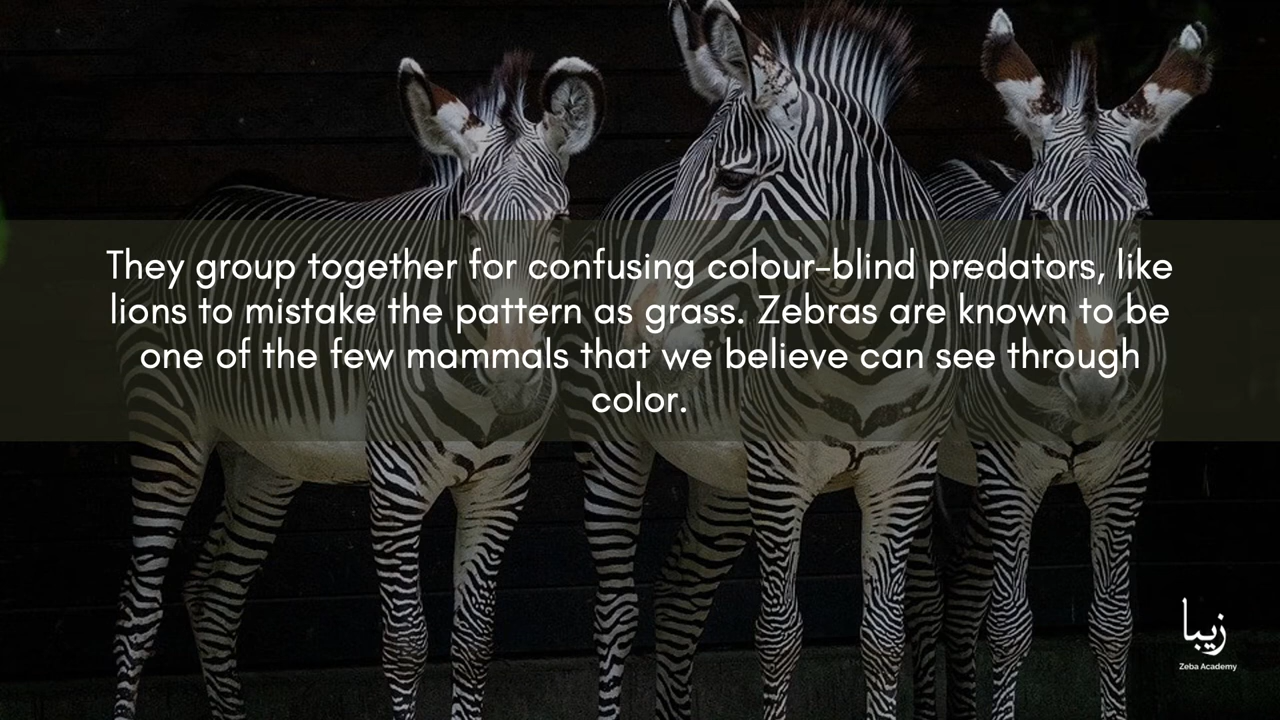 They group together for confusing colour-blind predators, like
lions to mistake the pattern as grass. Zebras are known to be
one of the few mammals that we believe can see through
color.
زيبا
Zeba Academy